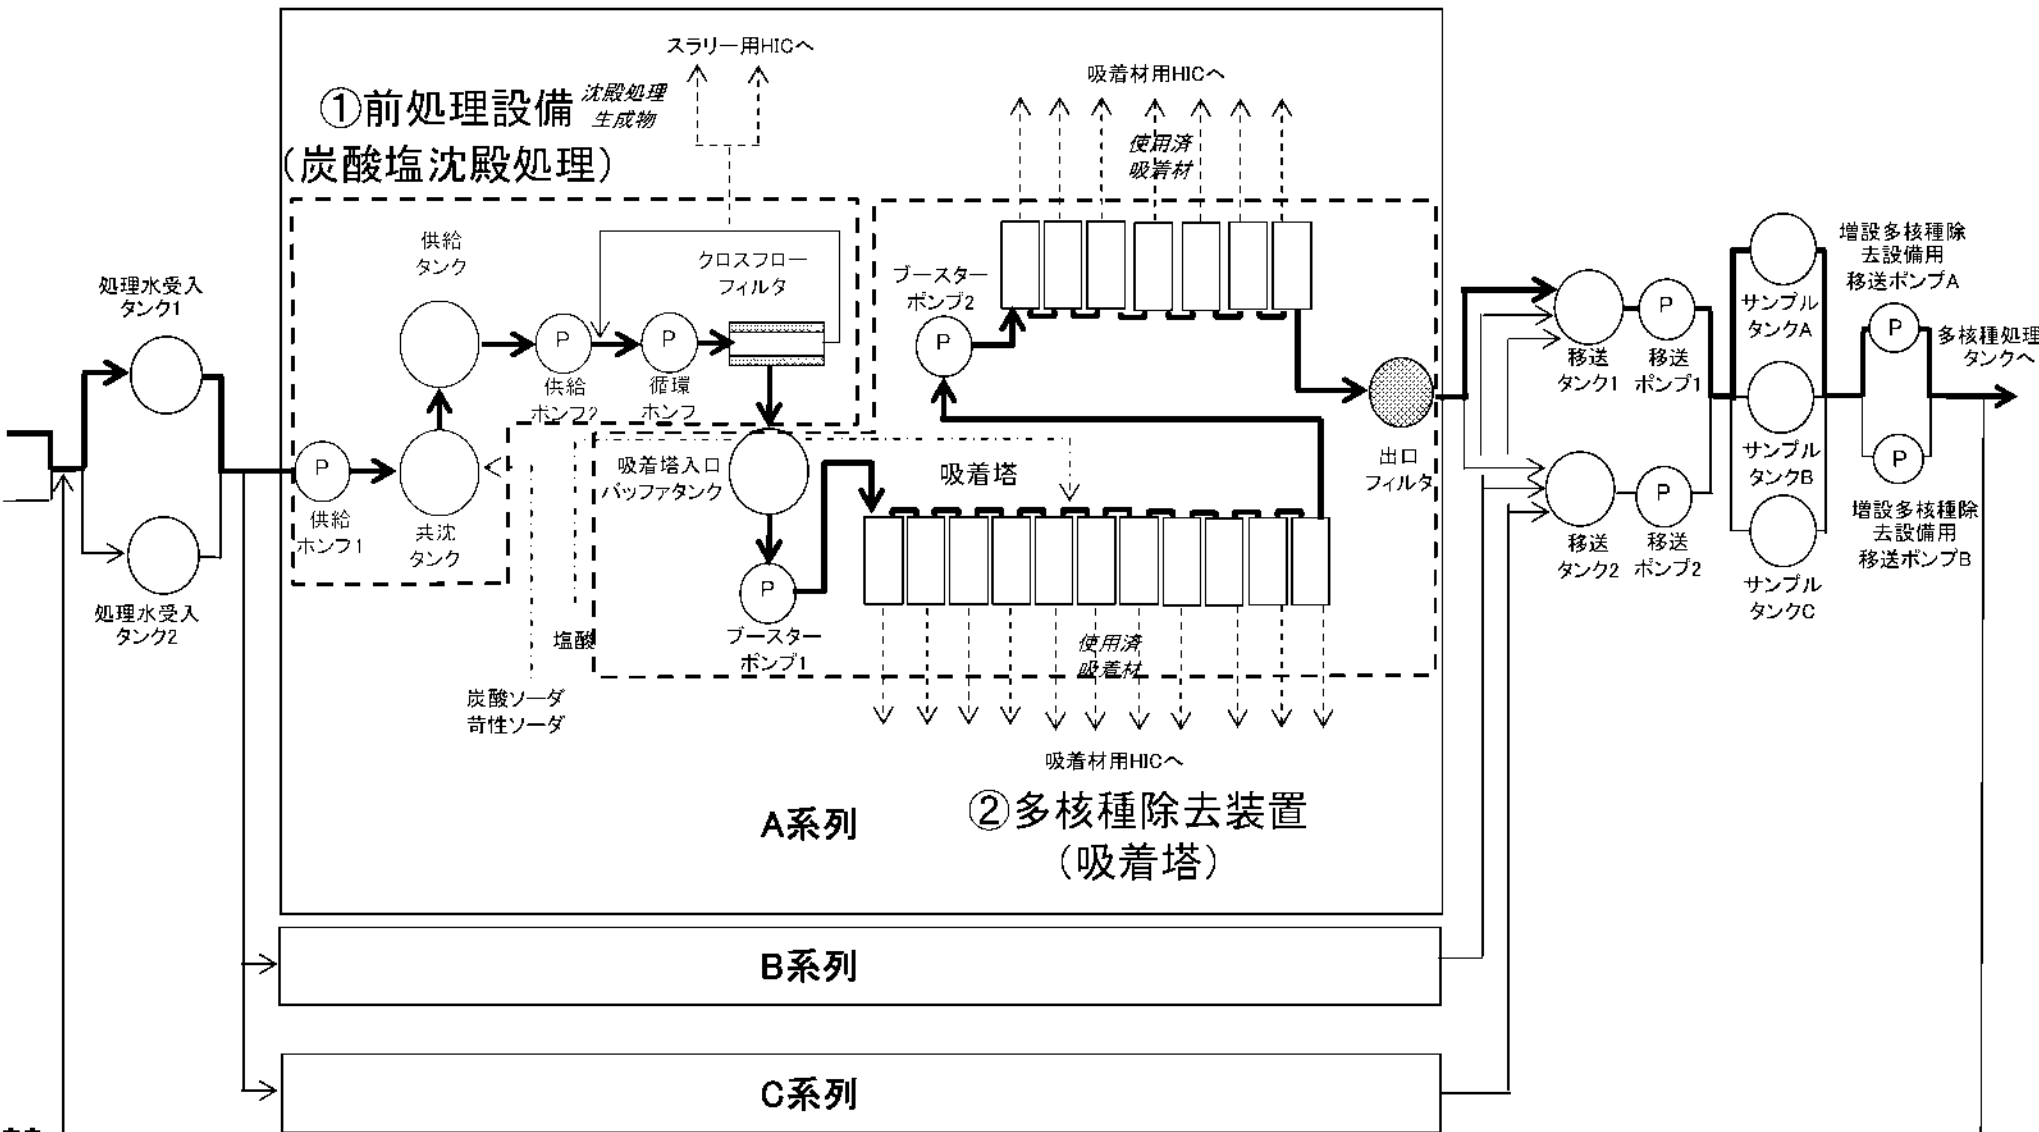 スラリー用HICへ
吸着材用HICへ
①前処理設備
沈殿処理
生成物
(炭酸塩沈殿処理)
使用済
吸着材
処理水受入
タンク1
供給
タンク
クロスフロー
フィルタ
ブースター
ポンプ2
P
P
P
供給
ポンプ2
循環
ポンプ
P
供給
ポンプ1
共沈
タンク
吸着塔入口
バッファタンク
吸着塔
出口
フィルタ
P
ブースター
ポンプ1
処理水受入
タンク2
塩酸
炭酸ソーダ
苛性ソーダ
使用済
吸着材
吸着材用HICへ
②多核種除去装置
(吸着塔)
A系列
B系列
C系列
移送
タンク1
P
移送
ポンプ1
移送
タンク2
P
移送
ポンプ2
サンプル
タンクA
サンプル
タンクB
サンプル
タンクC
増設多核種除
去設備用
移送ポンプA
P
多核種処理
タンクへ
P
増設多核種除
去設備用
移送ポンプB